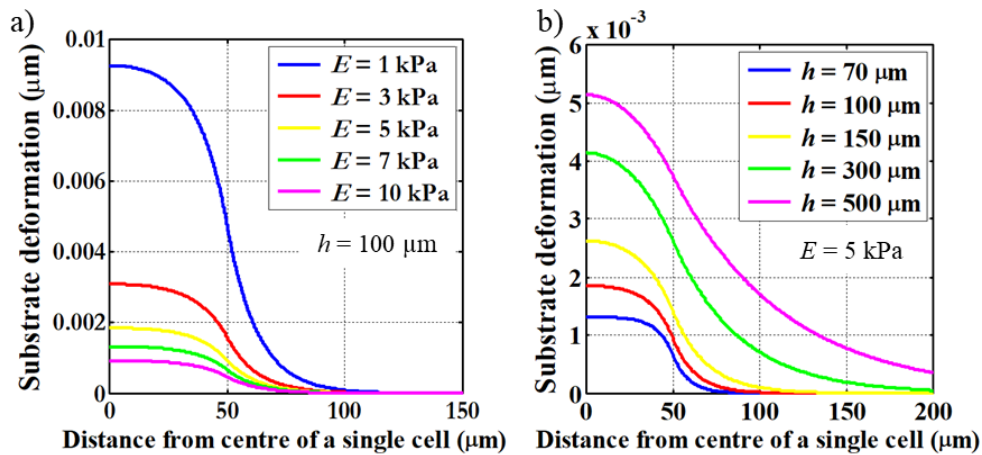 a)
Substrate deformation (μm)
0.01
0.008
0.006
0.004
0.002
0
E = 1 kPa
E = 3 kPa
E = 5 kPa
E = 7 kPa
E = 10 kPa
h = 100 μm
0 50 100 150
Distance from centre of a single cell (μm)
b)
Substrate deformation (μm)
x 10⁻³
6
5
4
3
2
1
0
h = 70 μm
h = 100 μm
h = 150 μm
h = 300 μm
h = 500 μm
E = 5 kPa
0 50 100 150 200
Distance from centre of a single cell (μm)